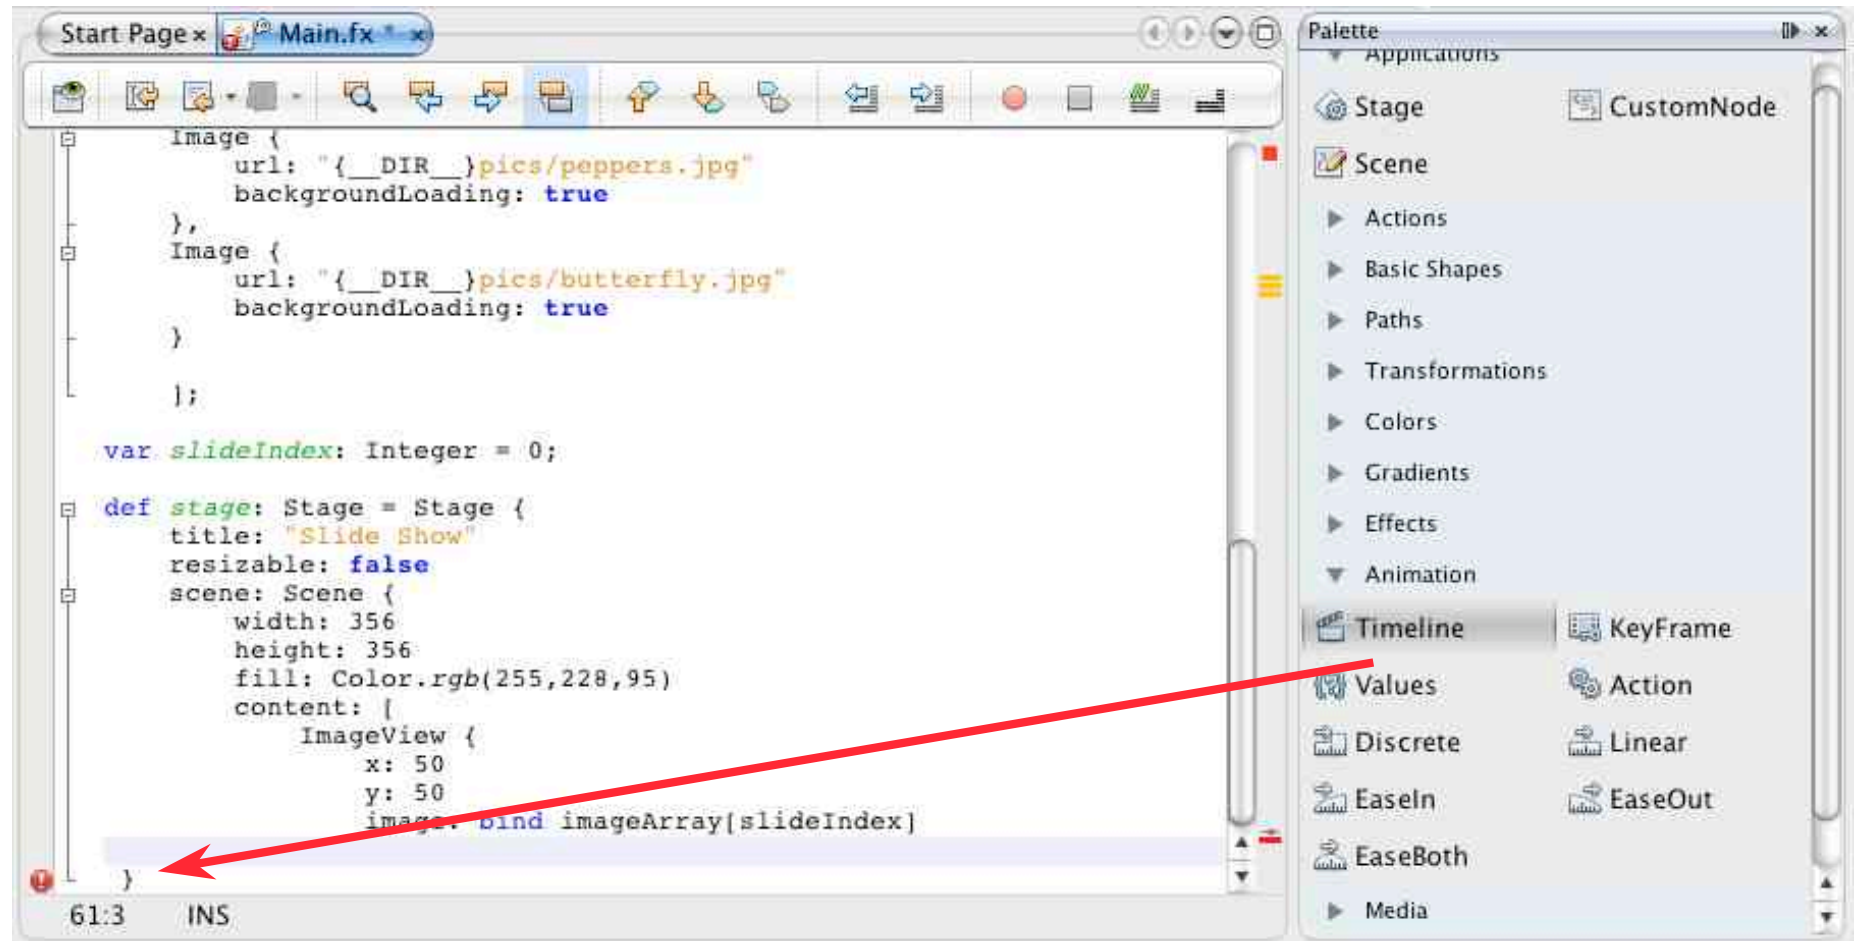 Start Page × Main.fx * ×
Image {
url: "{__DIR__}pics/peppers.jpg"
backgroundLoading: true
},
Image {
url: "{__DIR__}pics/butterfly.jpg"
backgroundLoading: true
}
];
var slideIndex: Integer = 0;
def stage: Stage = Stage {
title: "Slide Show"
resizable: false
scene: Scene {
width: 356
height: 356
fill: Color.rgb(255,228,95)
content: [
ImageView {
x: 50
y: 50
image: bind imageArray[slideIndex]
}
61:3 INS
Palette
Applications
Stage CustomNode
Scene
Actions
Basic Shapes
Paths
Transformations
Colors
Gradients
Effects
Animation
Timeline KeyFrame
Values Action
Discrete Linear
EaseIn EaseOut
EaseBoth
Media